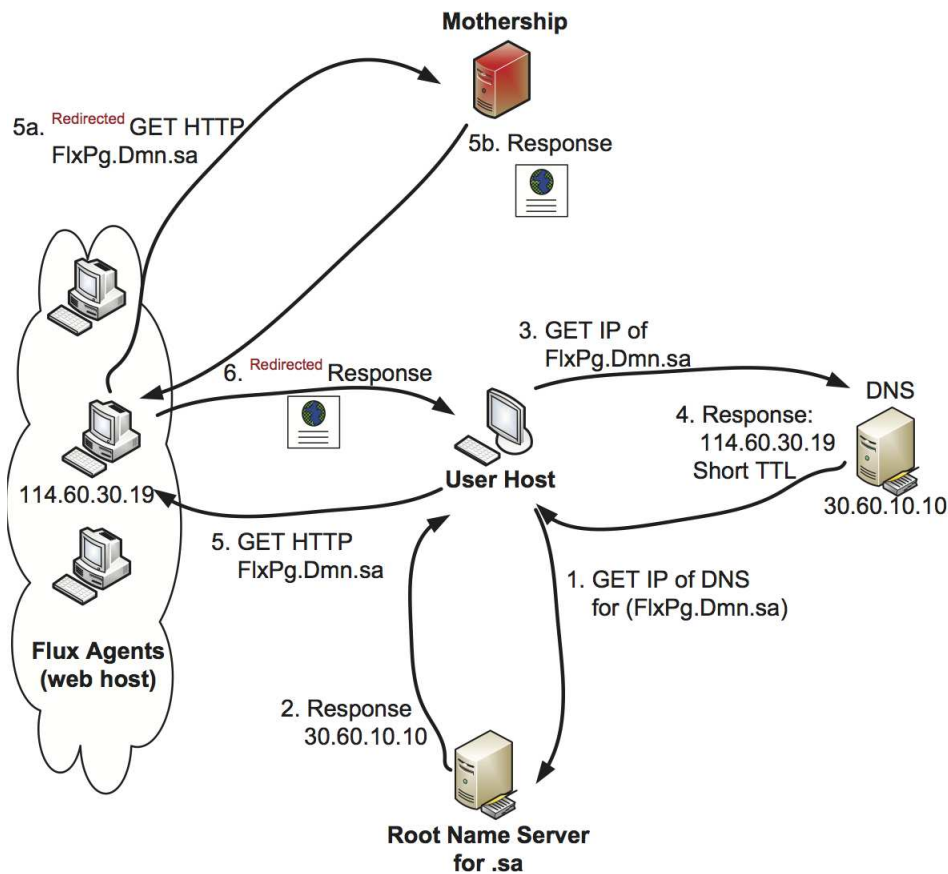 Mothership
5a. Redirected GET HTTP
FlxPg.Dmn.sa
5b. Response
3. GET IP of
FlxPg.Dmn.sa
6. Redirected Response
DNS
4. Response:
114.60.30.19
Short TTL
User Host
114.60.30.19
30.60.10.10
5. GET HTTP
FlxPg.Dmn.sa
1. GET IP of DNS
for (FlxPg.Dmn.sa)
Flux Agents
(web host)
2. Response
30.60.10.10
Root Name Server
for .sa